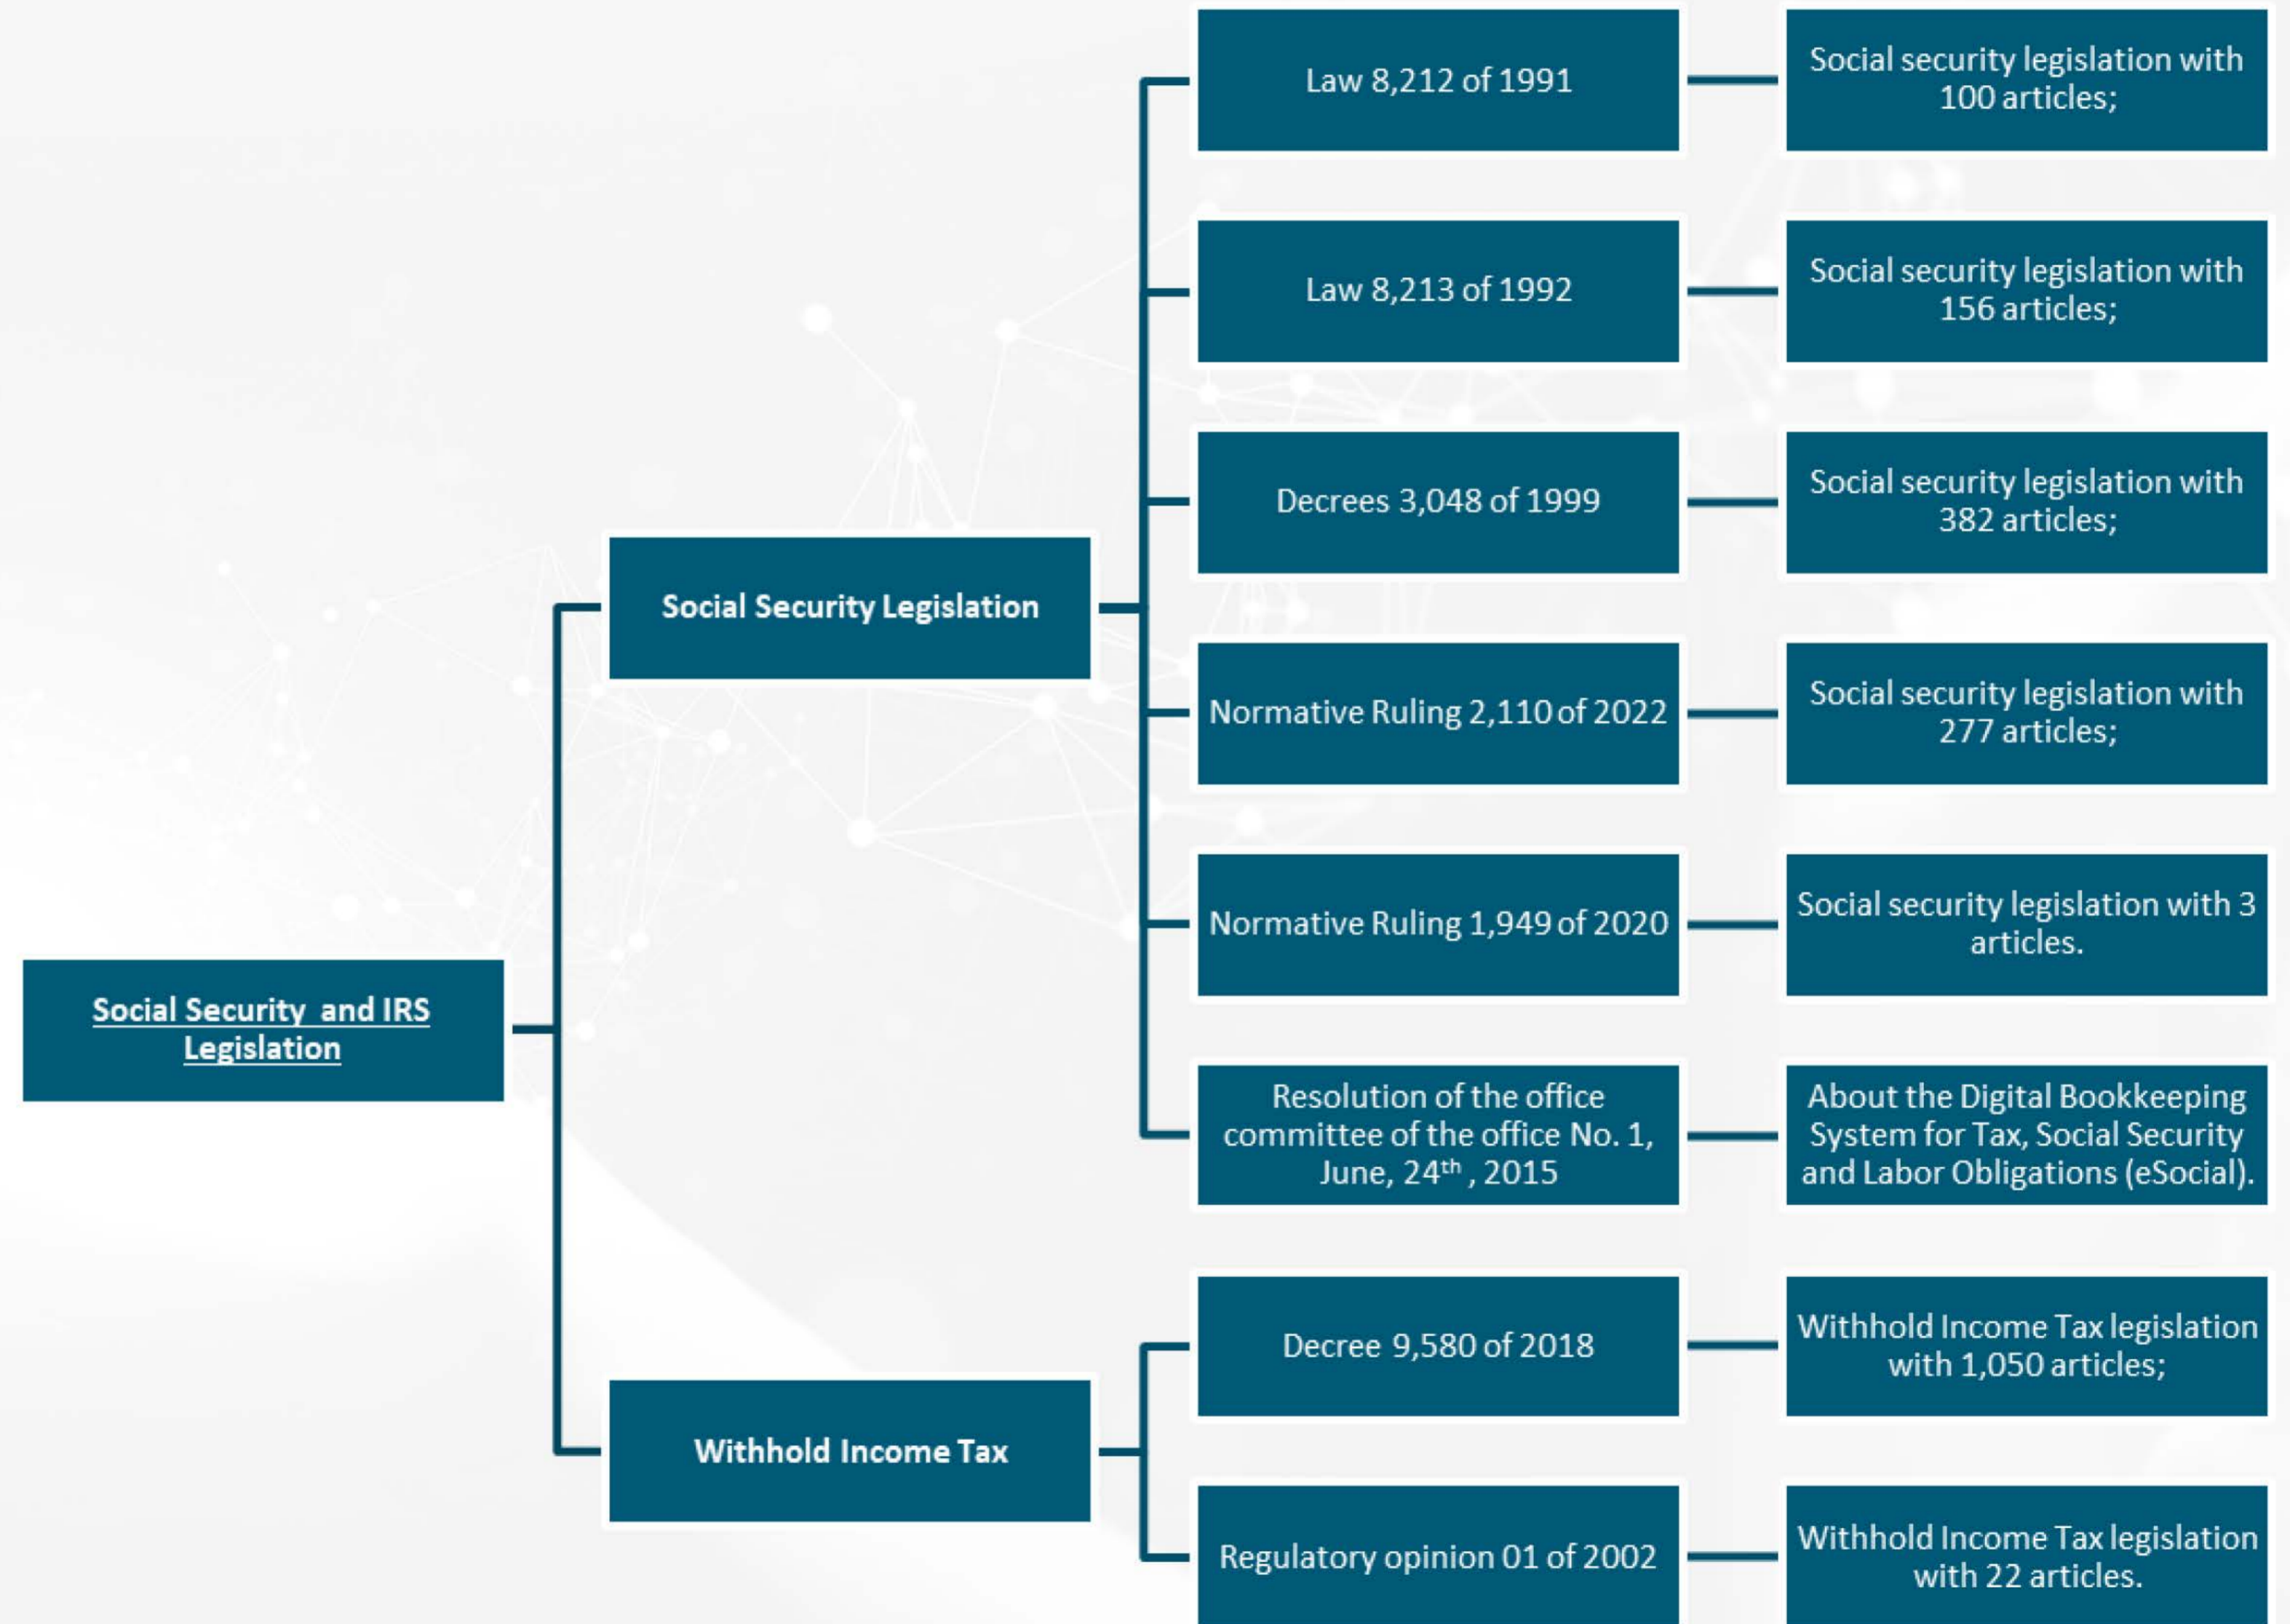 Social Security and IRS
Legislation
Social Security Legislation
Law 8,212 of 1991
Social security legislation with
100 articles;
Law 8,213 of 1992
Social security legislation with
156 articles;
Decrees 3,048 of 1999
Social security legislation with
382 articles;
Normative Ruling 2,110 of 2022
Social security legislation with
277 articles;
Normative Ruling 1,949 of 2020
Social security legislation with 3
articles.
Resolution of the office
committee of the office No. 1,
June, 24th , 2015
About the Digital Bookkeeping
System for Tax, Social Security
and Labor Obligations (eSocial).
Withhold Income Tax
Decree 9,580 of 2018
Withhold Income Tax legislation
with 1,050 articles;
Regulatory opinion 01 of 2002
Withhold Income Tax legislation
with 22 articles.